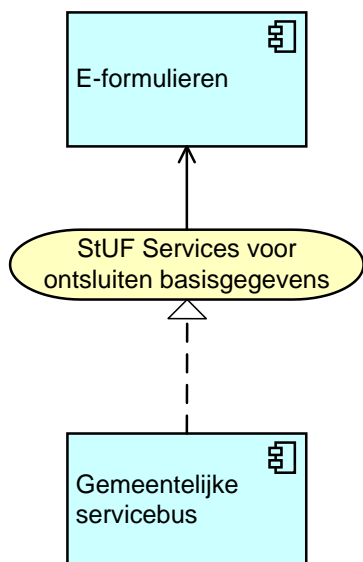 E-formulieren
StUF Services voor
ontsluiten basisgegevens
Gemeentelijke
servicebus